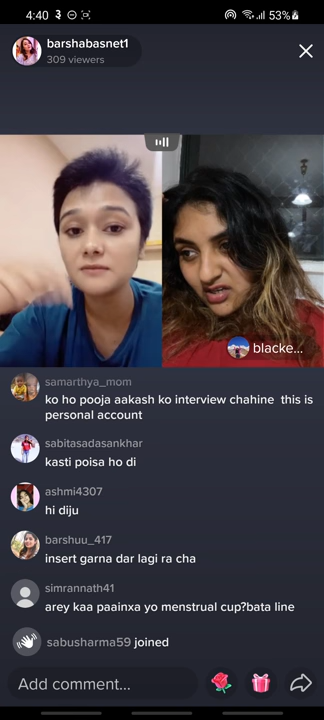 4:40
53%
barshabasnet1
309 viewers
blacke...
samarthya_mom
ko ho pooja aakash ko interview chahine this is
personal account
sabitasadasankhar
kasti poisa ho di
ashmi4307
hi diju
barshuu_417
insert garna dar lagi ra cha
simrannath41
arey kaa paainxa yo menstrual cup?bata line
sabusharma59 joined
Add comment...